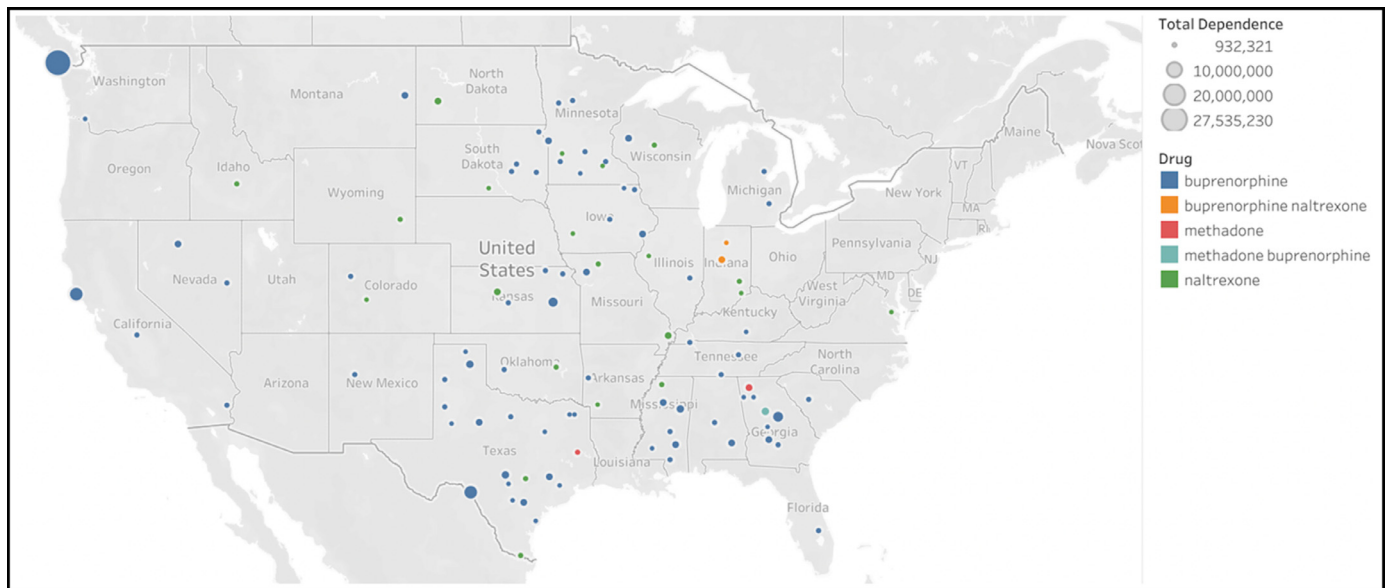 Total Dependence
932,321
10,000,000
20,000,000
27,535,230
Drug
buprenorphine
buprenorphine naltrexone
methadone
methadone buprenorphine
naltrexone
Washington
Montana
North
Dakota
Minnesota
Maine
Nova Scot
Oregon
Idaho
South
Dakota
Wisconsin
Michigan
VT
New York
MA
RI
Wyoming
Iowa
Pennsylvania
NJ
Nevada
Utah
Colorado
United
States
Kansas
Missouri
Illinois
Indiana
Ohio
MD
DE
West
Virginia
Kentucky
California
Arizona
New Mexico
Oklahoma
Arkansas
Tennessee
North
Carolina
Mississippi
Georgia
Texas
Louisiana
Florida